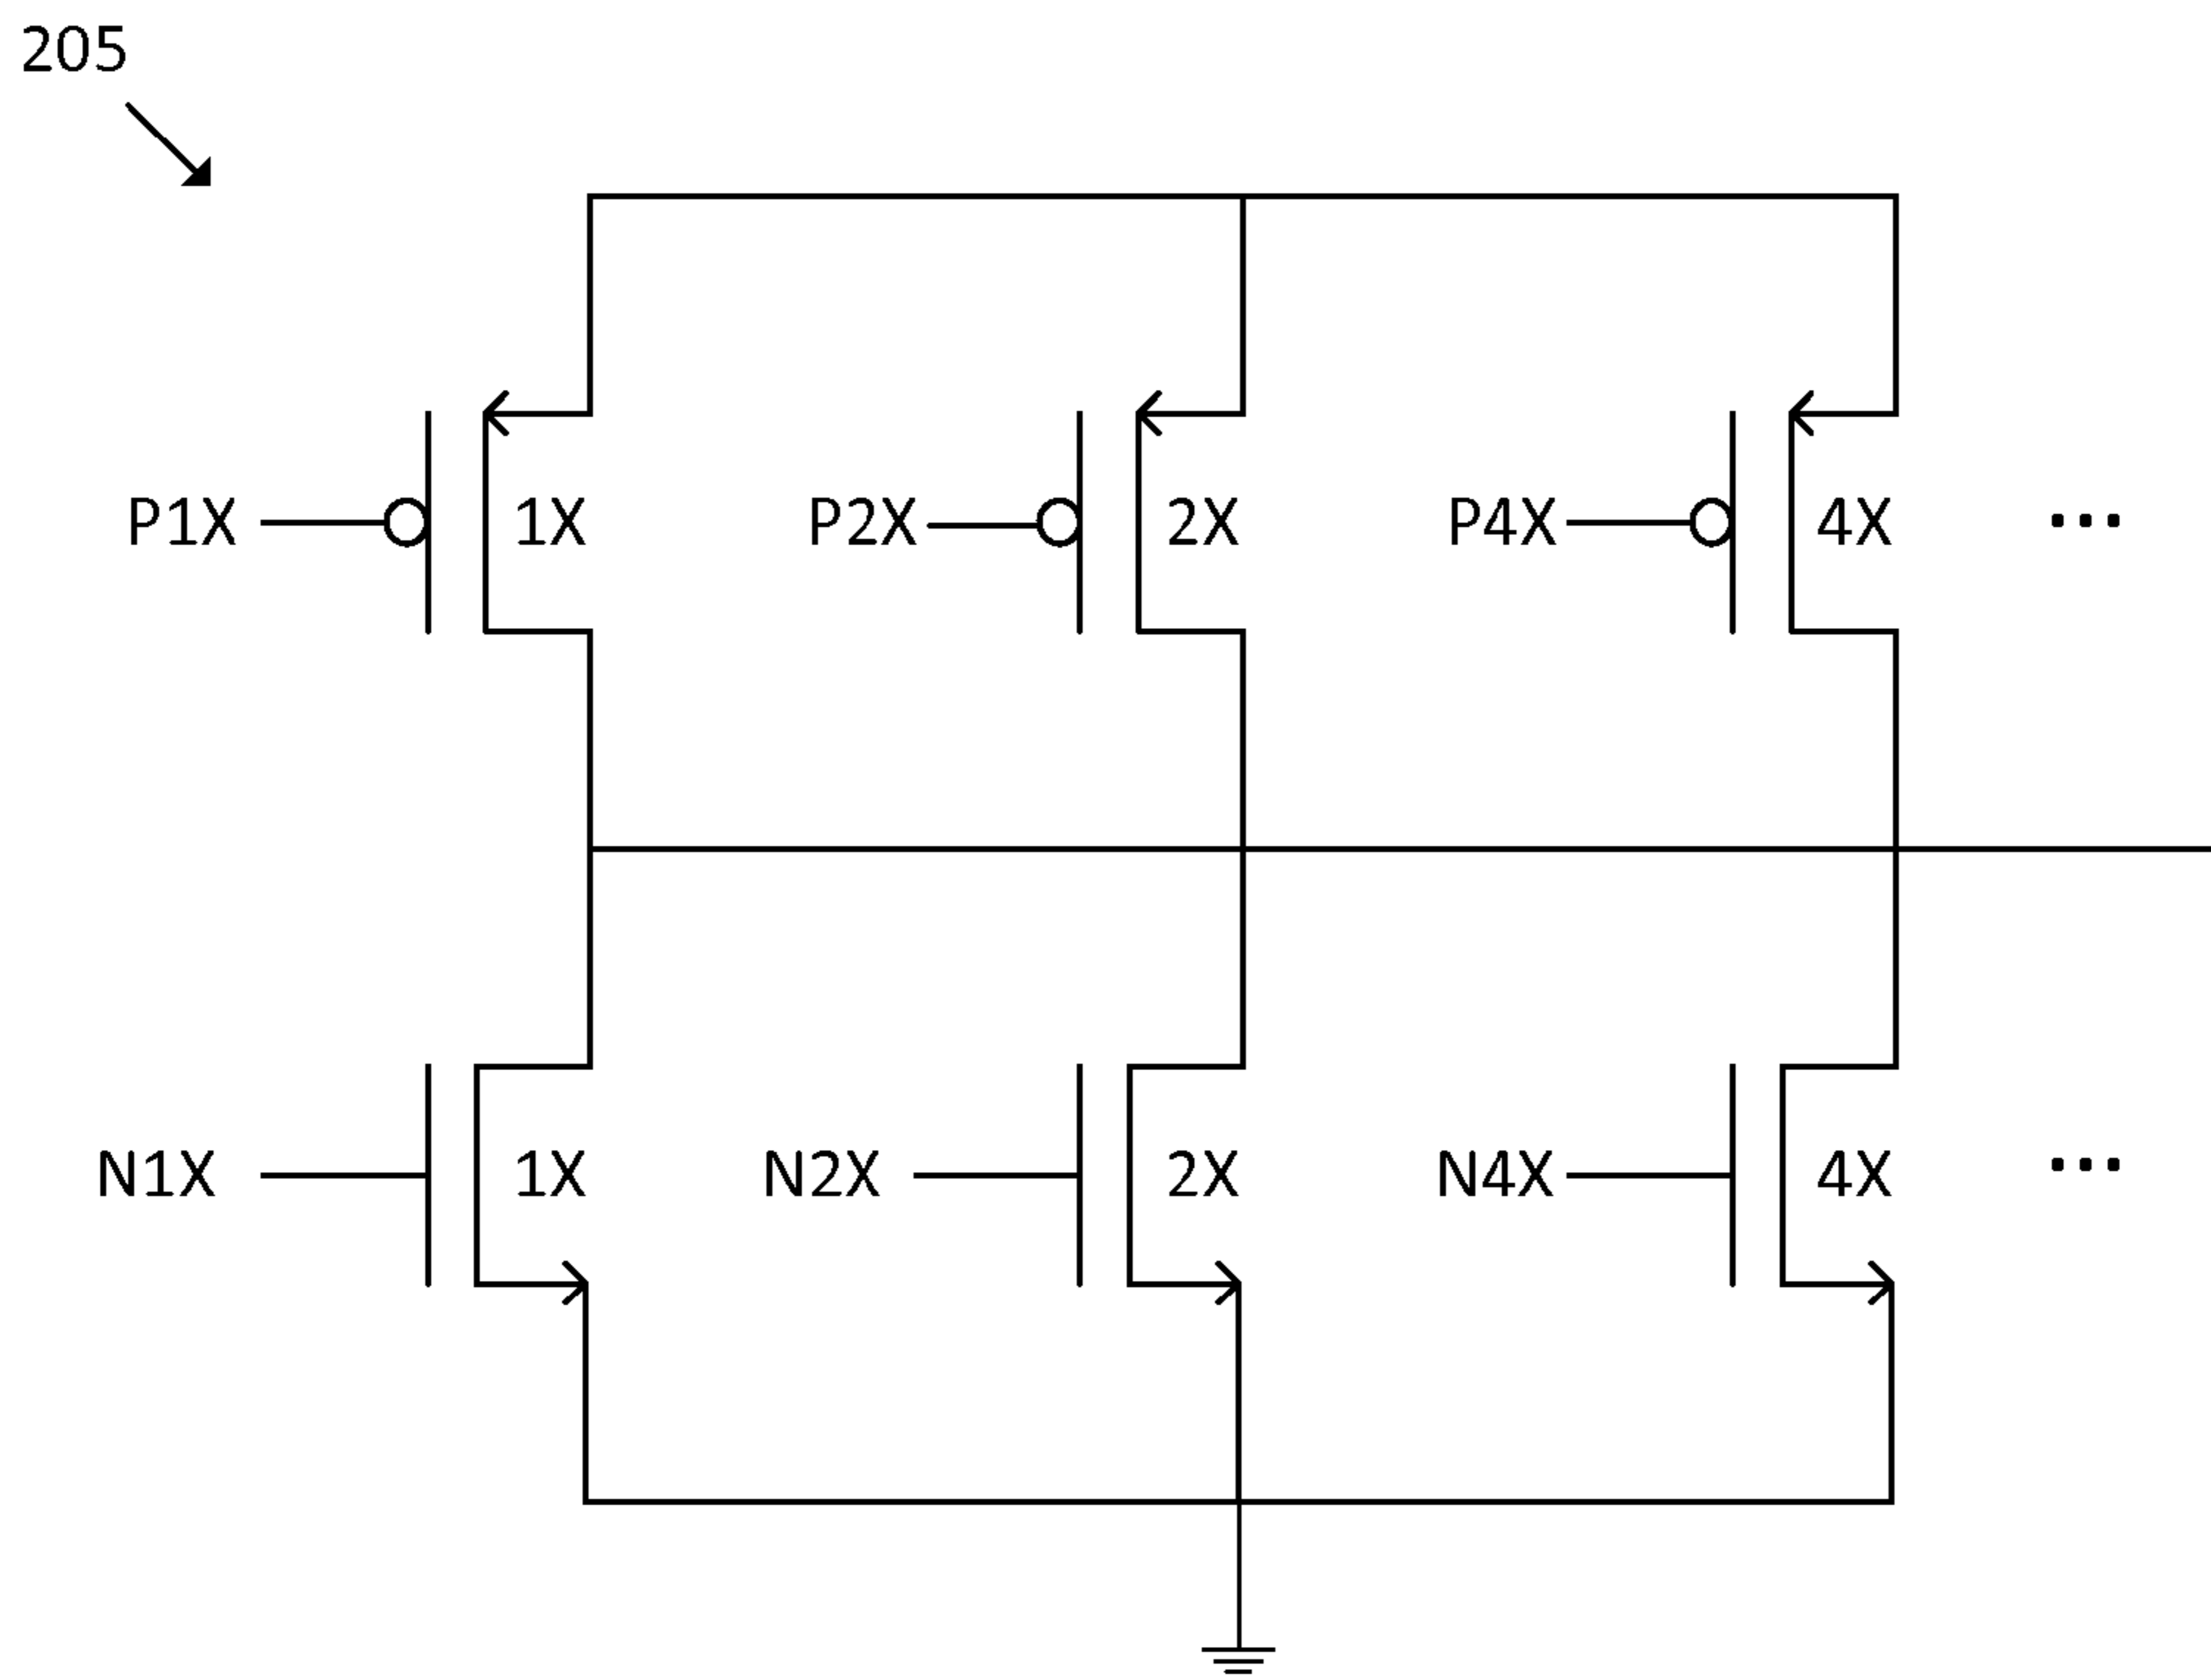 205
P1X 1X P2X 2X P4X 4X ...
N1X 1X N2X 2X N4X 4X ...